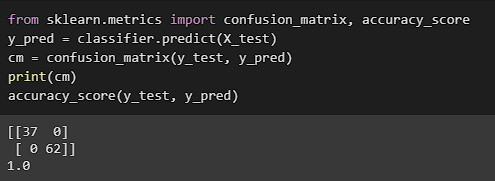 from sklearn.metrics import confusion_matrix, accuracy_score
y_pred = classifier.predict(X_test)
cm = confusion_matrix(y_test, y_pred)
print(cm)
accuracy_score(y_test, y_pred)
[[37  0]
 [ 0 62]]
1.0